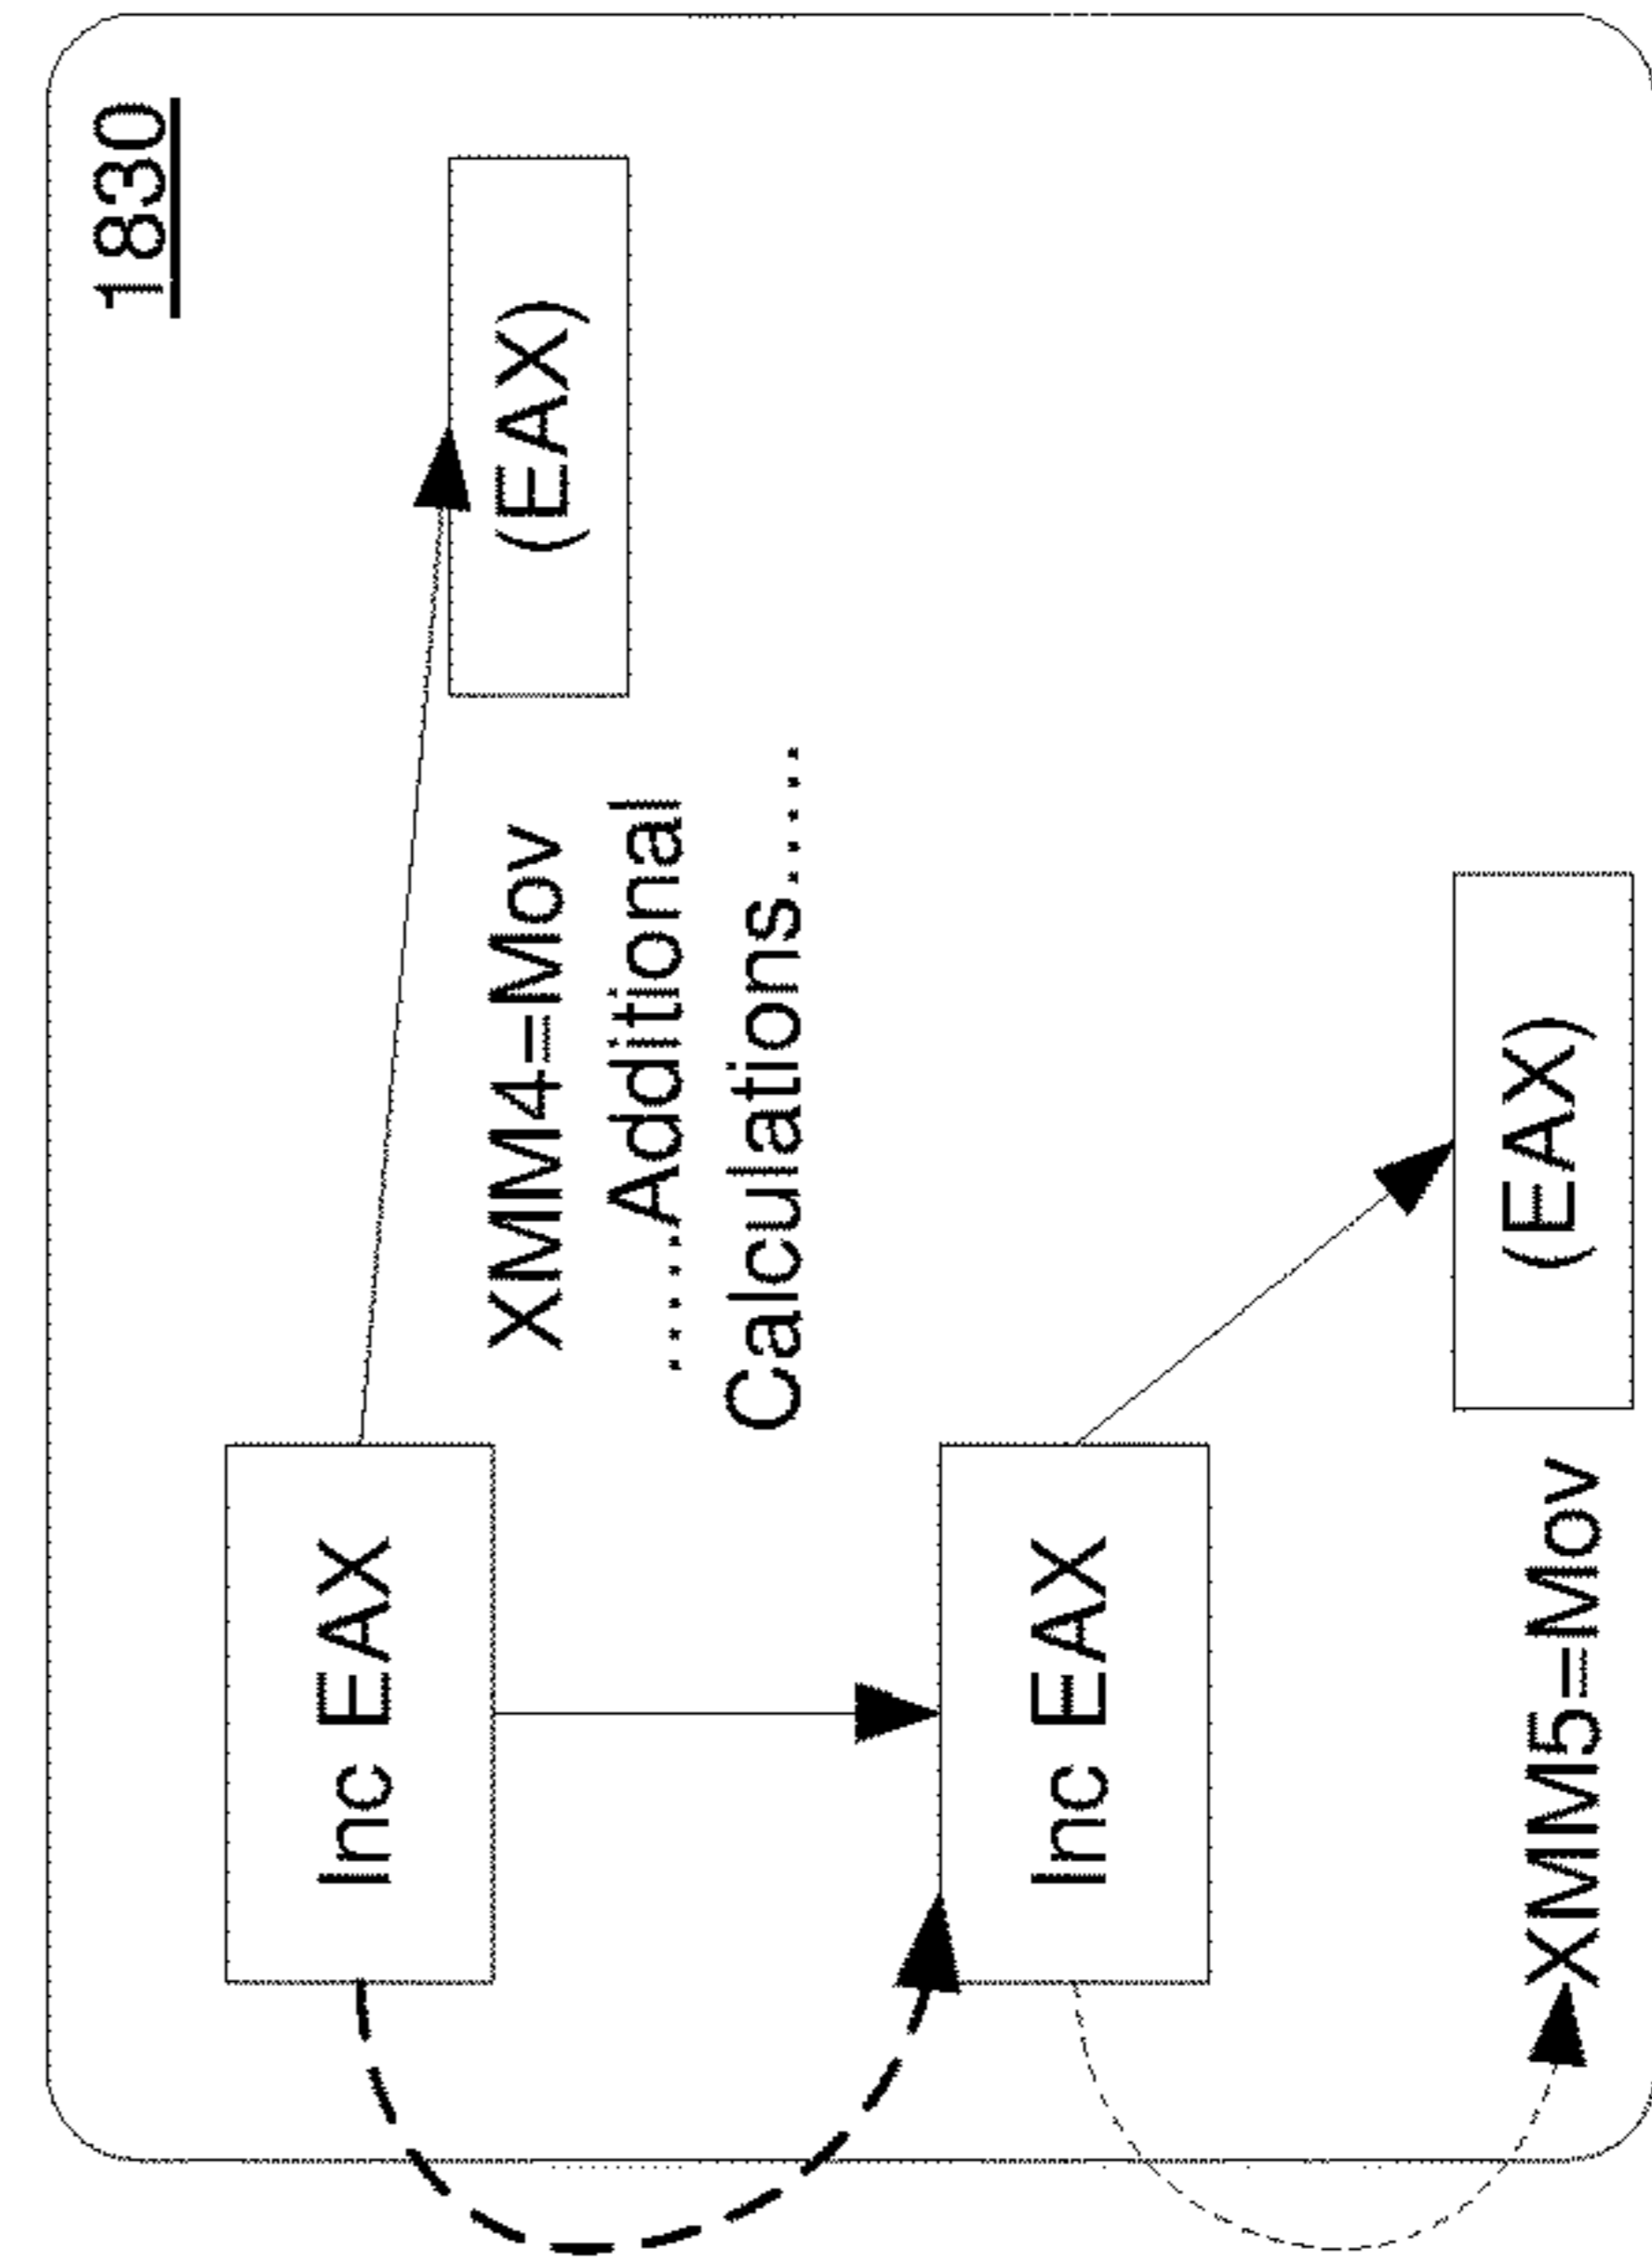 1830
Inc EAX
XMM4=Mov (EAX)
......Additional
Calculations......
Inc EAX
XMM5=Mov (EAX)